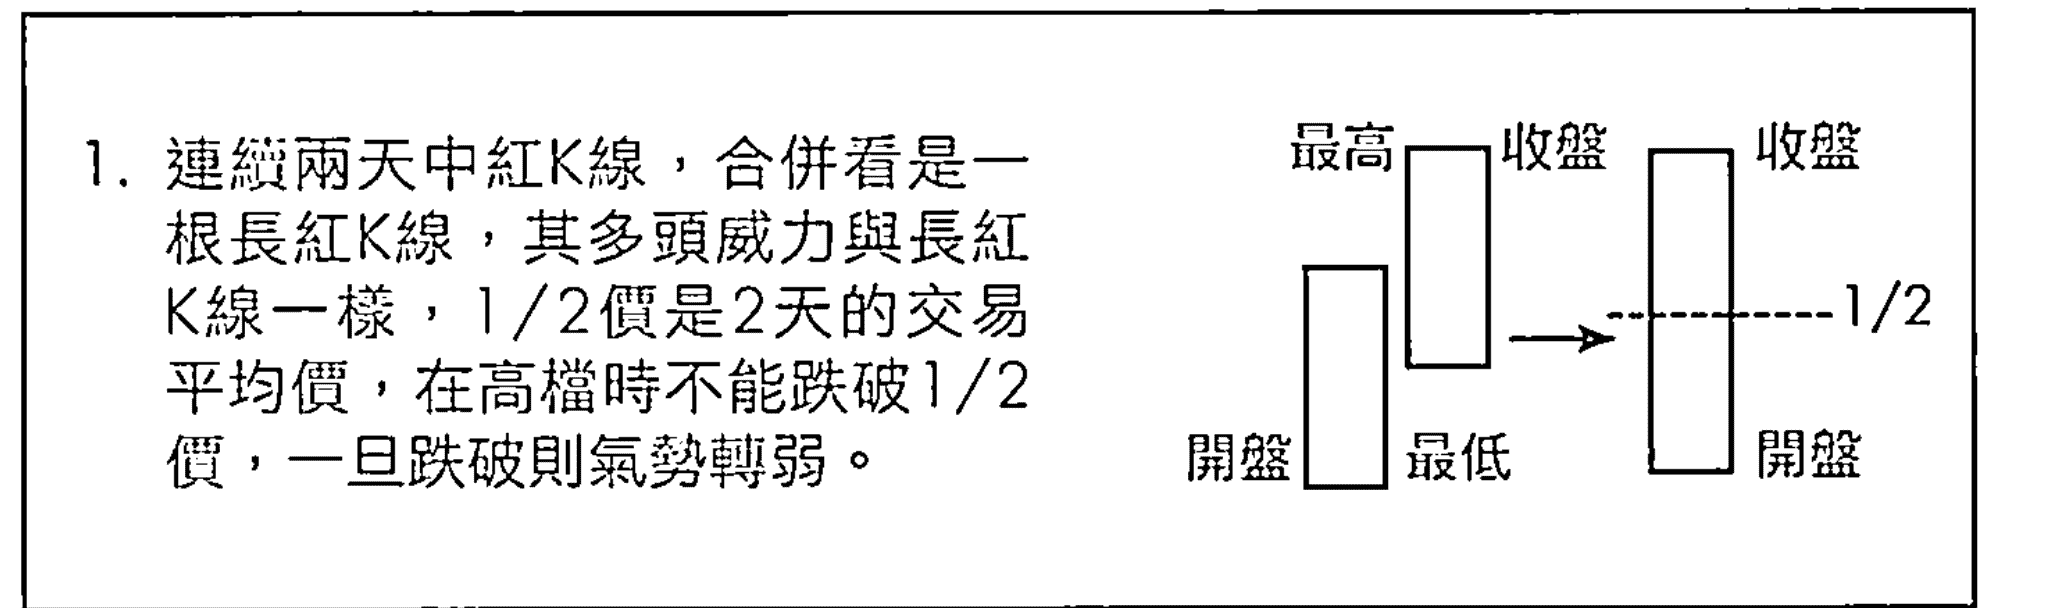 1. 連續兩天中紅K線，合併看是一
根長紅K線，其多頭威力與長紅
K線一樣，1/2價是2天的交易
平均價，在高檔時不能跌破1/2
價，一旦跌破則氣勢轉弱。
最高 收盤 收盤
1/2
開盤 最低 開盤